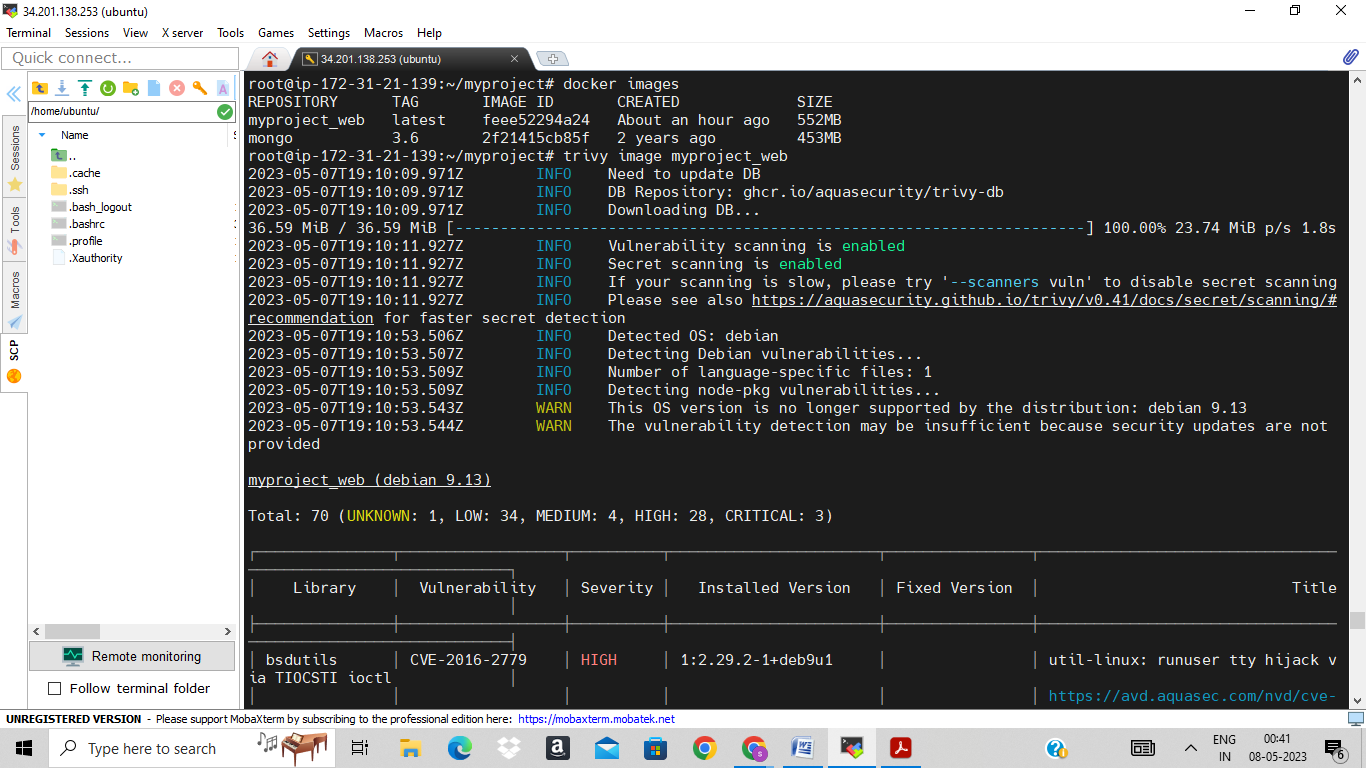 34.201.138.253 (ubuntu)
Terminal Sessions View X server Tools Games Settings Macros Help
Quick connect...
34.201.138.253 (ubuntu)
/home/ubuntu/
Name
..
.cache
.ssh
.bash_logout
.bashrc
.profile
.Xauthority
Sessions
Tools
Macros
SCP
Remote monitoring
Follow terminal folder
root@ip-172-31-21-139:~/myproject# docker images
REPOSITORY TAG IMAGE ID CREATED SIZE
myproject_web latest feee52294a24 About an hour ago 552MB
mongo 3.6 2f21415cb85f 2 years ago 453MB
root@ip-172-31-21-139:~/myproject# trivy image myproject_web
2023-05-07T19:10:09.971Z INFO Need to update DB
2023-05-07T19:10:09.971Z INFO DB Repository: ghcr.io/aquasecurity/trivy-db
2023-05-07T19:10:09.971Z INFO Downloading DB...
36.59 MiB / 36.59 MiB [----------------------------------------------------------------------] 100.00% 23.74 MiB p/s 1.8s
2023-05-07T19:10:11.927Z INFO Vulnerability scanning is enabled
2023-05-07T19:10:11.927Z INFO Secret scanning is enabled
2023-05-07T19:10:11.927Z INFO If your scanning is slow, please try '--scanners vuln' to disable secret scanning
2023-05-07T19:10:11.927Z INFO Please see also https://aquasecurity.github.io/trivy/v0.41/docs/secret/scanning/#
recommendation for faster secret detection
2023-05-07T19:10:53.506Z INFO Detected OS: debian
2023-05-07T19:10:53.507Z INFO Detecting Debian vulnerabilities...
2023-05-07T19:10:53.509Z INFO Number of language-specific files: 1
2023-05-07T19:10:53.509Z INFO Detecting node-pkg vulnerabilities...
2023-05-07T19:10:53.543Z WARN This OS version is no longer supported by the distribution: debian 9.13
2023-05-07T19:10:53.544Z WARN The vulnerability detection may be insufficient because security updates are not
provided
myproject_web (debian 9.13)
Total: 70 (UNKNOWN: 1, LOW: 34, MEDIUM: 4, HIGH: 28, CRITICAL: 3)
Library Vulnerability Severity Installed Version Fixed Version Title
bsdutils CVE-2016-2779 HIGH 1:2.29.2-1+deb9u1 util-linux: runuser tty hijack v
ia TIOCSTI ioctl
https://avd.aquasec.com/nvd/cve-
UNREGISTERED VERSION - Please support MobaXterm by subscribing to the professional edition here: https://mobaxterm.mobatek.net
Type here to search
ENG
IN
00:41
08-05-2023
6